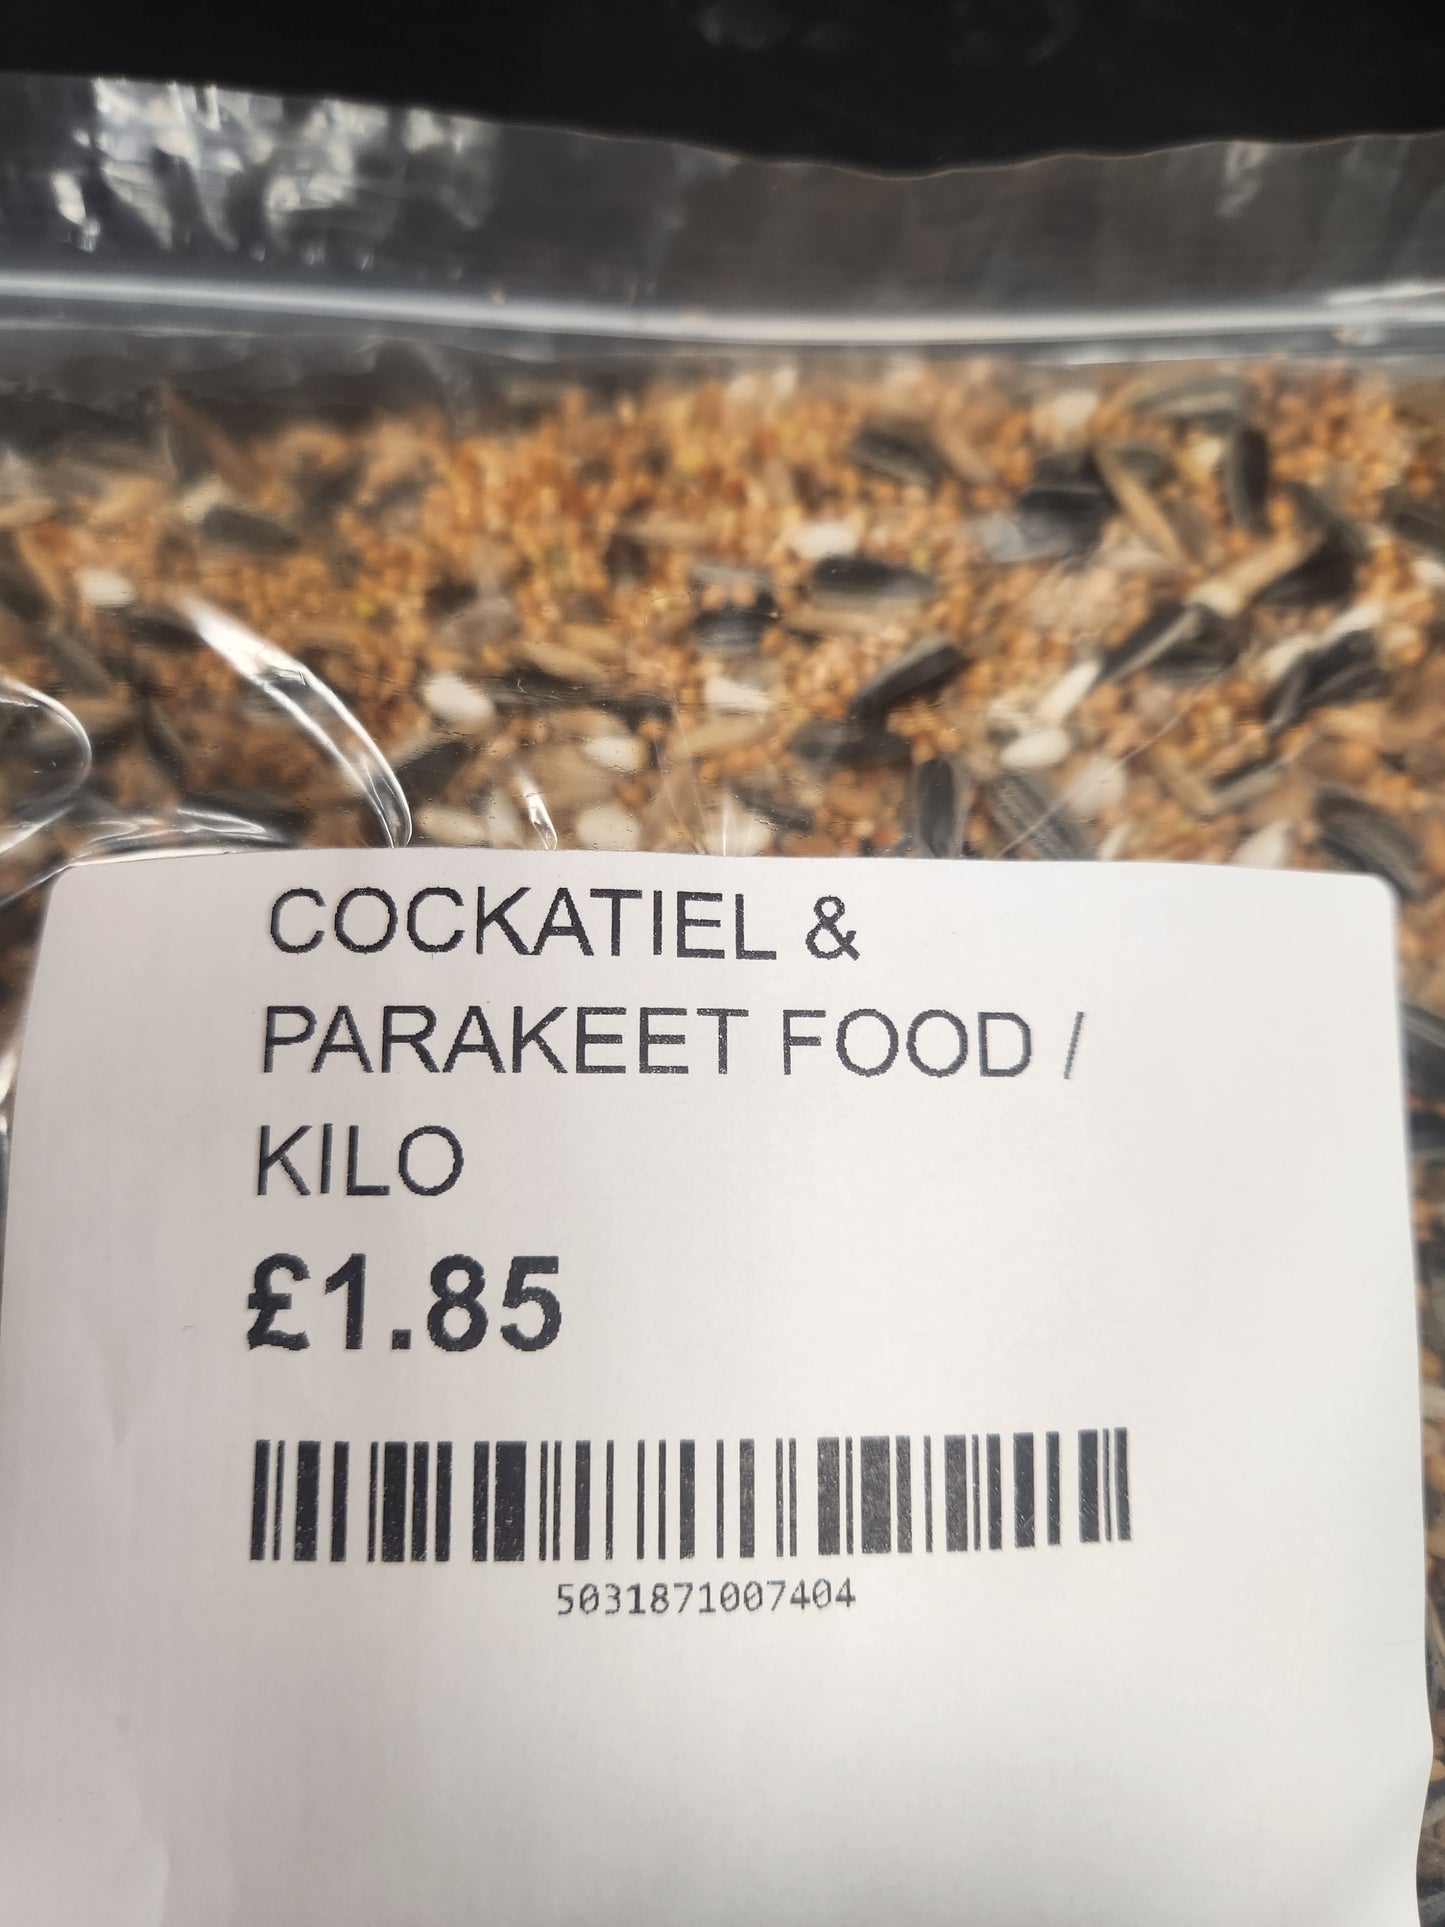 COCKATIEL &
PARAKEET FOOD /
KILO
£1.85
5031871007404